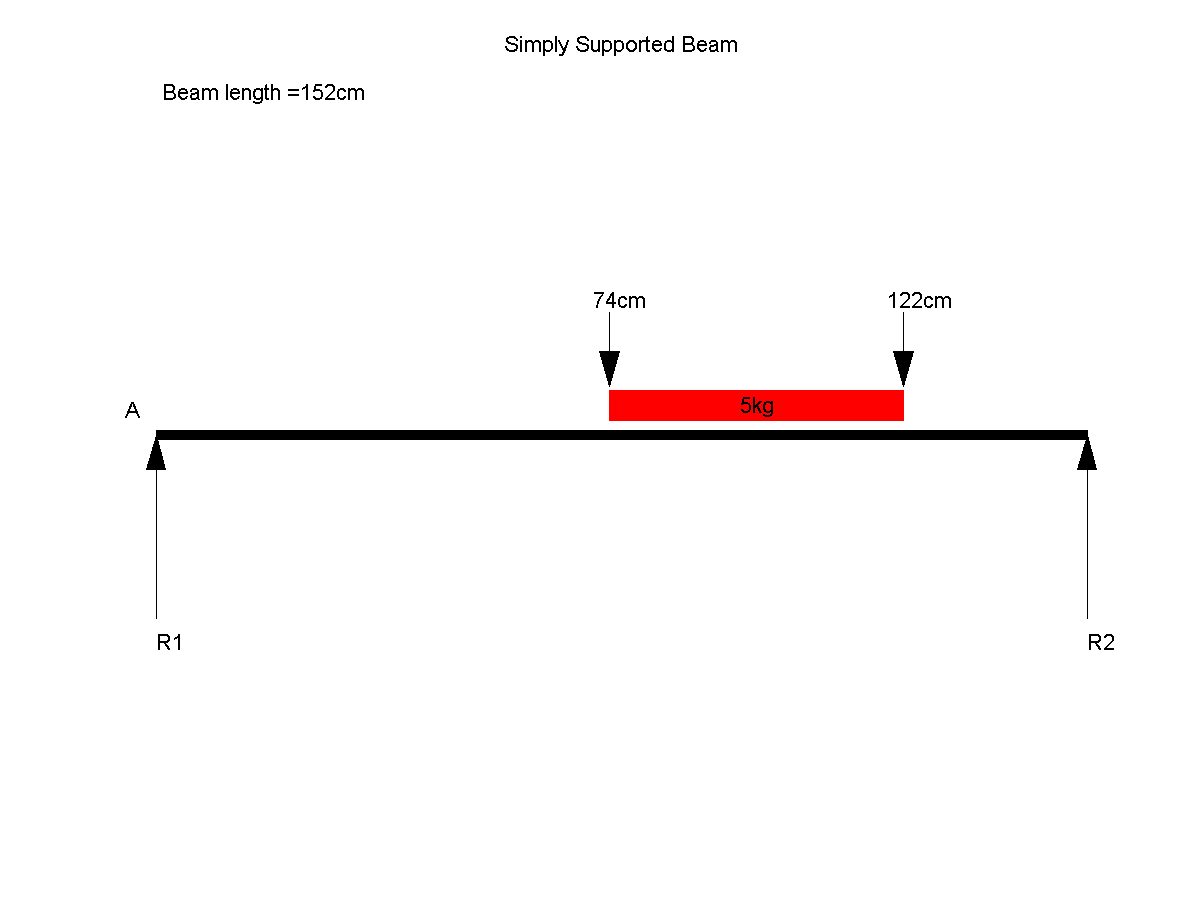 Simply Supported Beam
Beam length =152cm
74cm
122cm
5kg
A
R1
R2